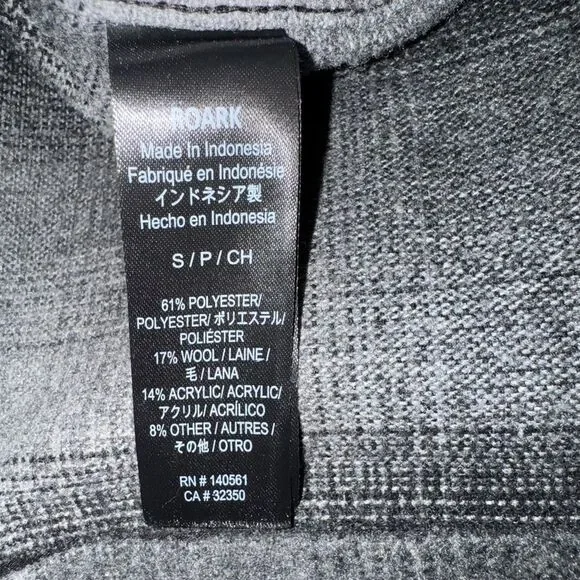 ROARK
Made In Indonesia
Fabriqué en Indonésie
インドネシア製
Hecho en Indonesia
S / P / CH
61% POLYESTER/
POLYESTER/ ポリエステル/
POLIÉSTER
17% WOOL / LAINE /
毛 / LANA
14% ACRYLIC/ ACRYLIC/
アクリル/ ACRÍLICO
8% OTHER / AUTRES /
その他 / OTRO
RN # 140561
CA # 32350